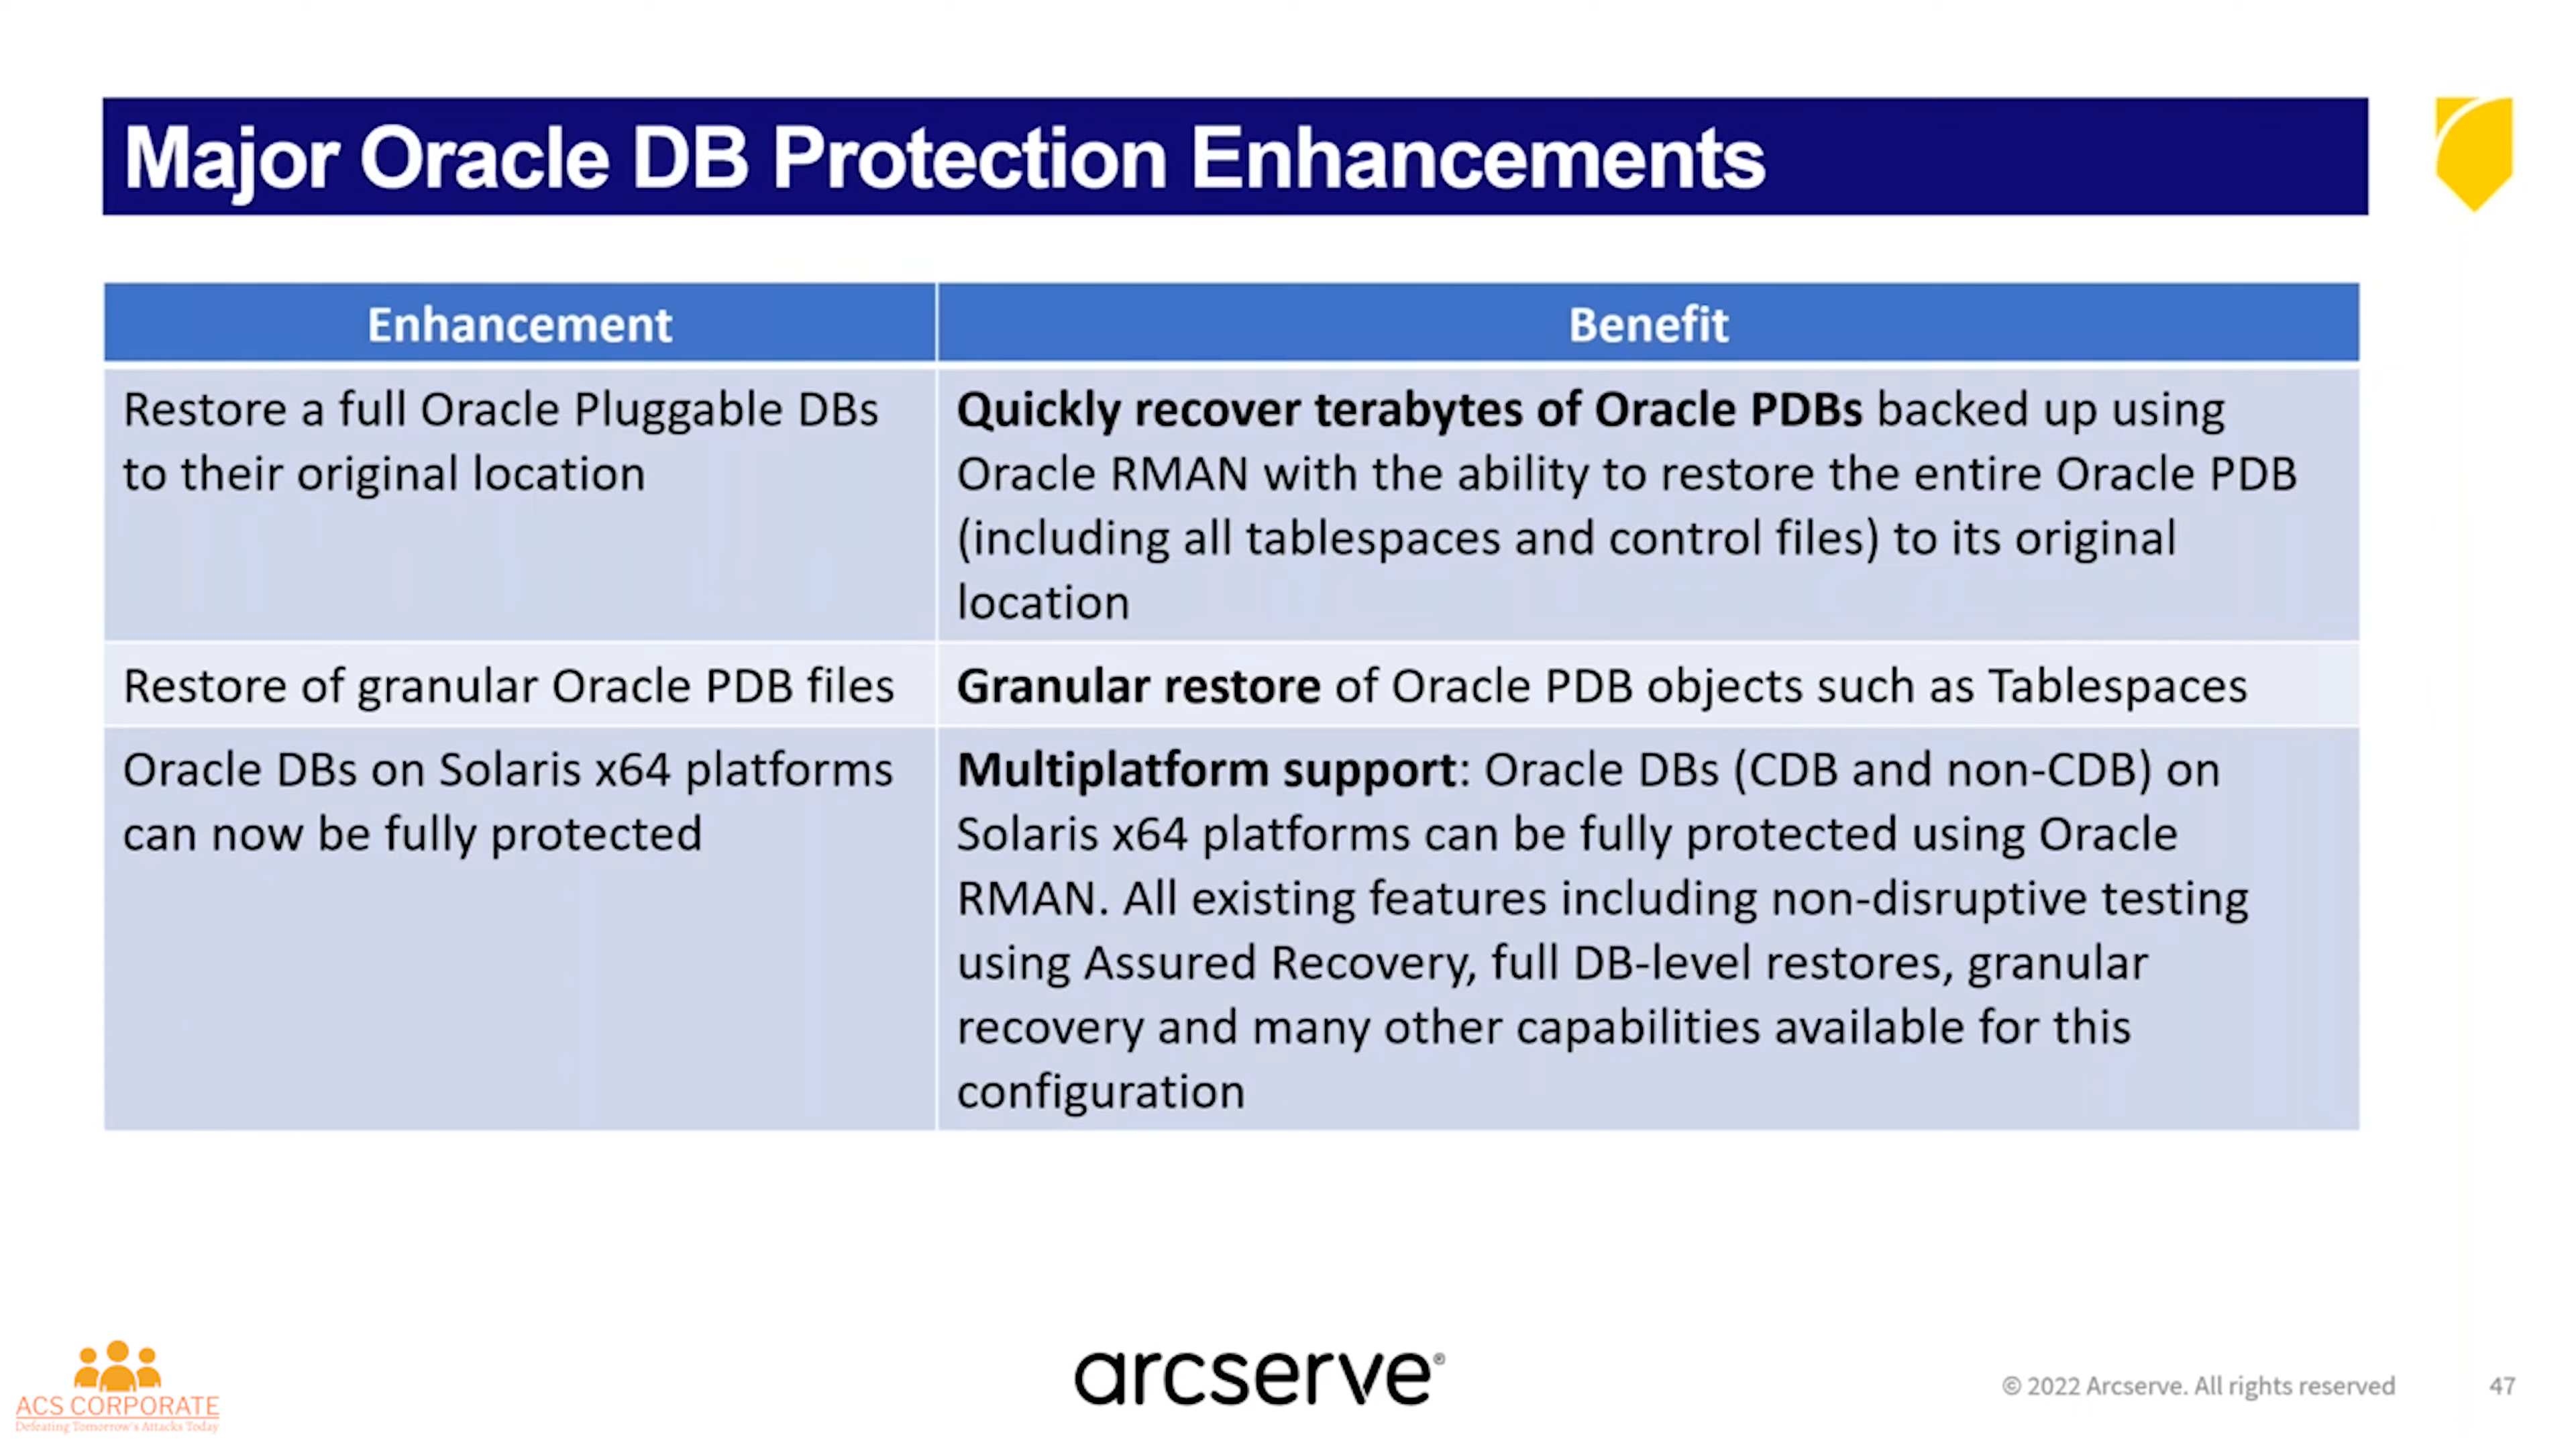 Major Oracle DB Protection Enhancements
Enhancement
Benefit
Restore a full Oracle Pluggable DBs
to their original location
Quickly recover terabytes of Oracle PDBs backed up using
Oracle RMAN with the ability to restore the entire Oracle PDB
(including all tablespaces and control files) to its original
location
Restore of granular Oracle PDB files
Granular restore of Oracle PDB objects such as Tablespaces
Oracle DBs on Solaris x64 platforms
can now be fully protected
Multiplatform support: Oracle DBs (CDB and non-CDB) on
Solaris x64 platforms can be fully protected using Oracle
RMAN. All existing features including non-disruptive testing
using Assured Recovery, full DB-level restores, granular
recovery and many other capabilities available for this
configuration
ACS CORPORATE
Defeating Tomorrow's Attacks Today
arcserve®
© 2022 Arcserve. All rights reserved
47